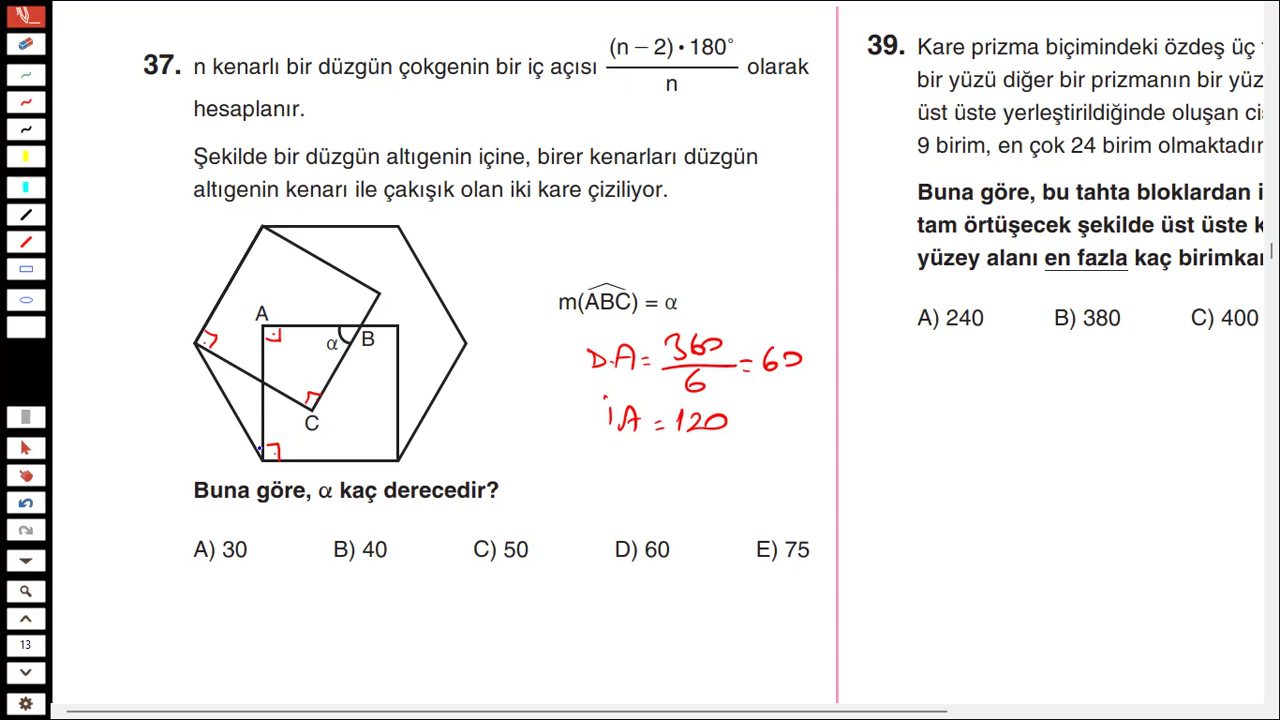 37. n kenarlı bir düzgün çokgenin bir iç açısı (n – 2) • 180° / n olarak
hesaplanır.
Şekilde bir düzgün altıgenin içine, birer kenarları düzgün
altıgenin kenarı ile çakışık olan iki kare çiziliyor.
A
B
α
C
m(ABC) = α
D.A = 360 / 6 = 60
İA = 120
Buna göre, α kaç derecedir?
A) 30 B) 40 C) 50 D) 60 E) 75
39. Kare prizma biçimindeki özdeş üç
bir yüzü diğer bir prizmanın bir yüz
üst üste yerleştirildiğinde oluşan ci
9 birim, en çok 24 birim olmaktadır
Buna göre, bu tahta bloklardan i
tam örtüşecek şekilde üst üste k
yüzey alanı en fazla kaç birimka
A) 240 B) 380 C) 400
13